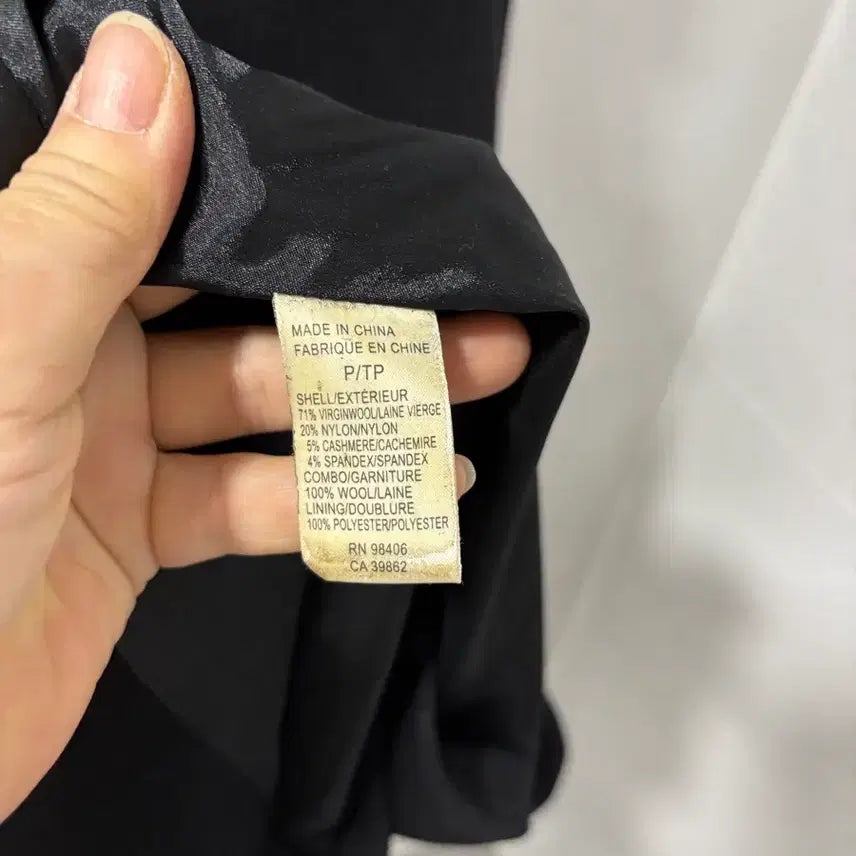 MADE IN CHINA
FABRIQUE EN CHINE
P/TP
SHELL/EXTÉRIEUR
71% VIRGINWOOL/LAINE VIERGE
20% NYLON/NYLON
5% CASHMERE/CACHEMIRE
4% SPANDEX/SPANDEX
COMBO/GARNITURE
100% WOOL/LAINE
LINING/DOUBLURE
100% POLYESTER/POLYESTER
RN 98406
CA 39862